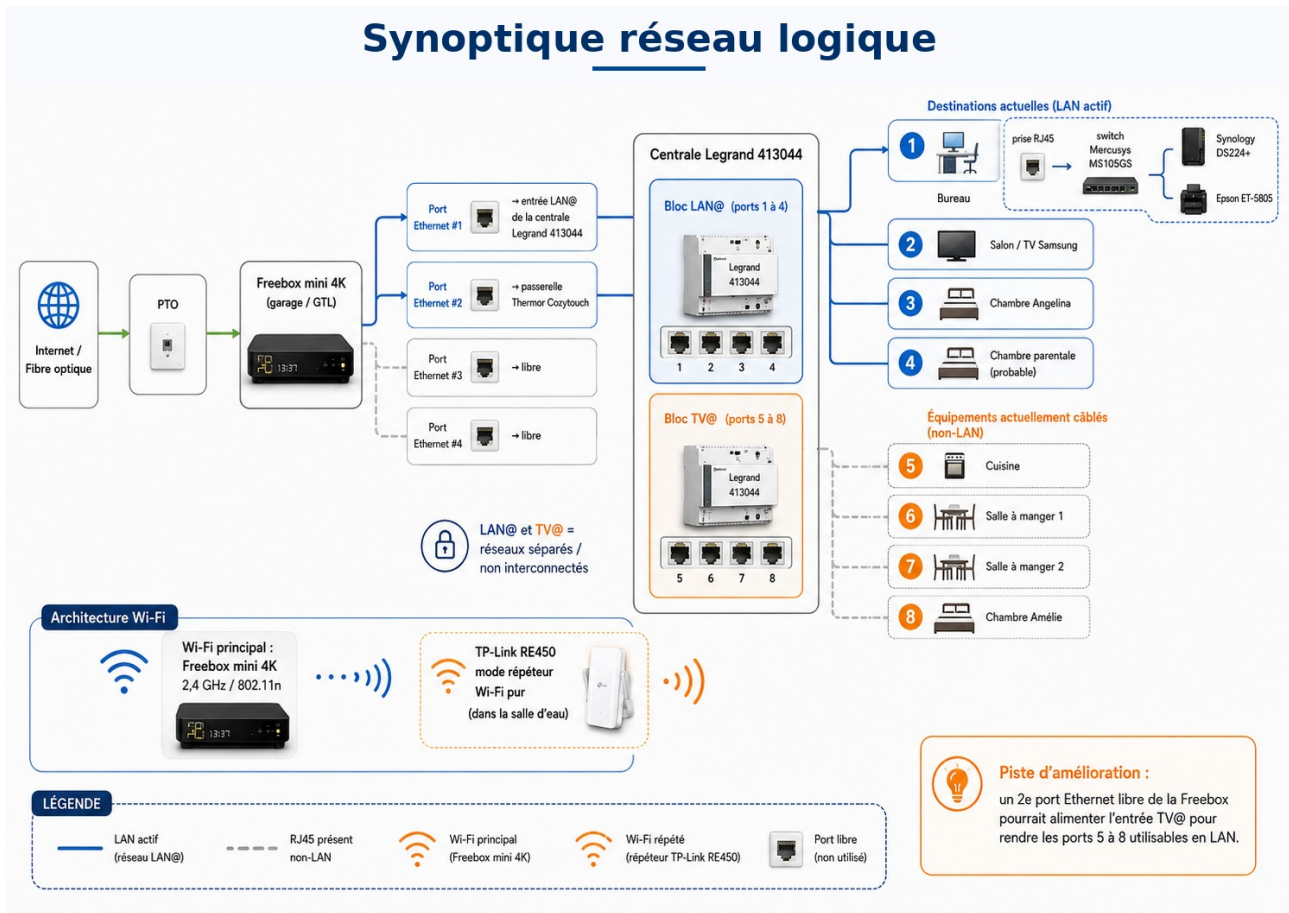 Synoptique réseau logique
Internet /
Fibre optique
PTO
Freebox mini 4K
(garage / GTL)
13:37
Port
Ethernet #1
→ entrée LAN@
de la centrale
Legrand 413044
Port
Ethernet #2
→ passerelle
Thermor Cozytouch
Port
Ethernet #3
→ libre
Port
Ethernet #4
→ libre
LAN@ et TV@ =
réseaux séparés /
non interconnectés
Centrale Legrand 413044
Bloc LAN@ (ports 1 à 4)
Legrand
413044
1 2 3 4
Bloc TV@ (ports 5 à 8)
Legrand
413044
5 6 7 8
Destinations actuelles (LAN actif)
1
Bureau
prise RJ45
switch
Mercusys
MS105GS
Synology
DS224+
Epson ET-5805
2 Salon / TV Samsung
3 Chambre Angelina
4 Chambre parentale
(probable)
Équipements actuellement câblés
(non-LAN)
5 Cuisine
6 Salle à manger 1
7 Salle à manger 2
8 Chambre Amélie
Architecture Wi-Fi
Wi-Fi principal :
Freebox mini 4K
2,4 GHz / 802.11n
13:37
TP-Link RE450
mode répéteur
Wi-Fi pur
(dans la salle d'eau)
Piste d'amélioration :
un 2e port Ethernet libre de la Freebox
pourrait alimenter l'entrée TV@ pour
rendre les ports 5 à 8 utilisables en LAN.
LÉGENDE
LAN actif
(réseau LAN@)
RJ45 présent
non-LAN
Wi-Fi principal
(Freebox mini 4K)
Wi-Fi répété
(répéteur TP-Link RE450)
Port libre
(non utilisé)